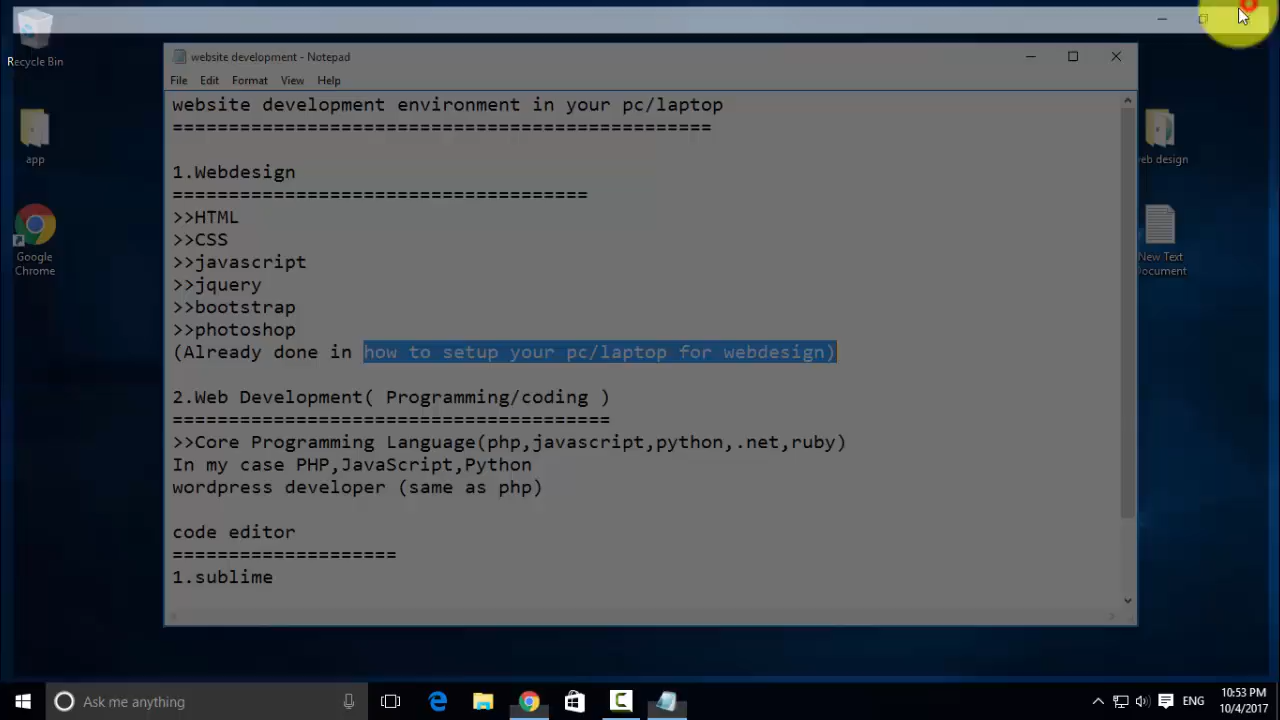 Recycle Bin
app
Google
Chrome
website development - Notepad
File Edit Format View Help
website development environment in your pc/laptop
================================================
1.Webdesign
=====================================
>>HTML
>>CSS
>>javascript
>>jquery
>>bootstrap
>>photoshop
(Already done in how to setup your pc/laptop for webdesign)
2.Web Development( Programming/coding )
=======================================
>>Core Programming Language(php,javascript,python,.net,ruby)
In my case PHP,JavaScript,Python
wordpress developer (same as php)
code editor
====================
1.sublime
eb design
New Text
Document
Ask me anything
ENG
10:53 PM
10/4/2017